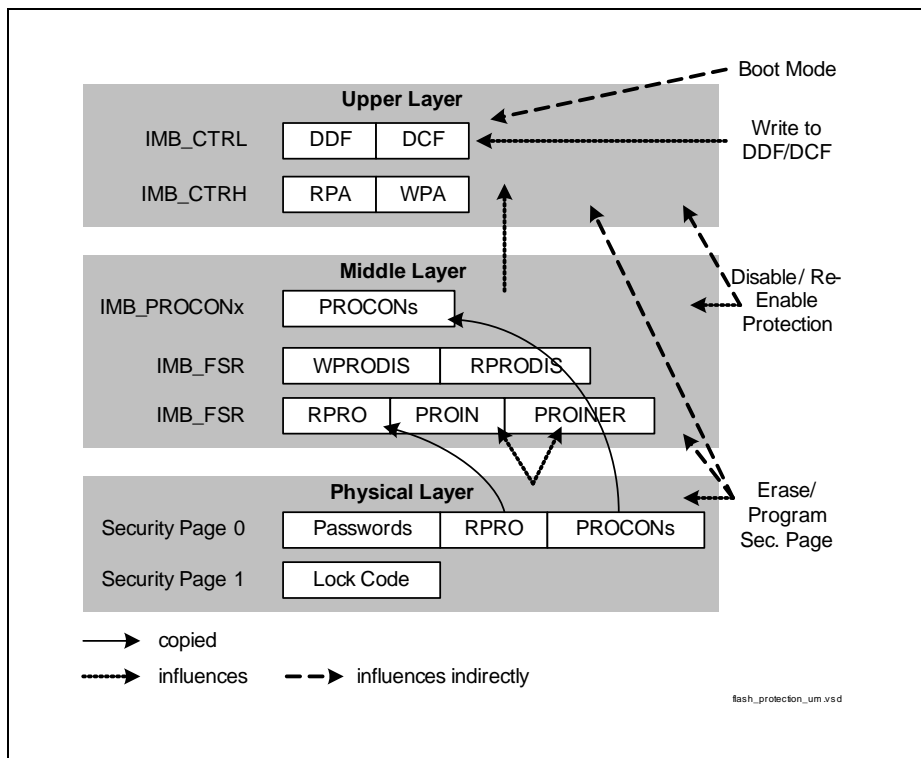 Boot Mode
Upper Layer
IMB_CTRL DDF DCF
Write to
DDF/DCF
IMB_CTRH RPA WPA
Middle Layer
Disable/ Re-
Enable
Protection
IMB_PROCONx PROCONs
IMB_FSR WPRODIS RPRODIS
IMB_FSR RPRO PROIN PROINER
Physical Layer
Erase/
Program
Sec. Page
Security Page 0 Passwords RPRO PROCONs
Security Page 1 Lock Code
copied
influences influences indirectly
flash_protection_um.vsd